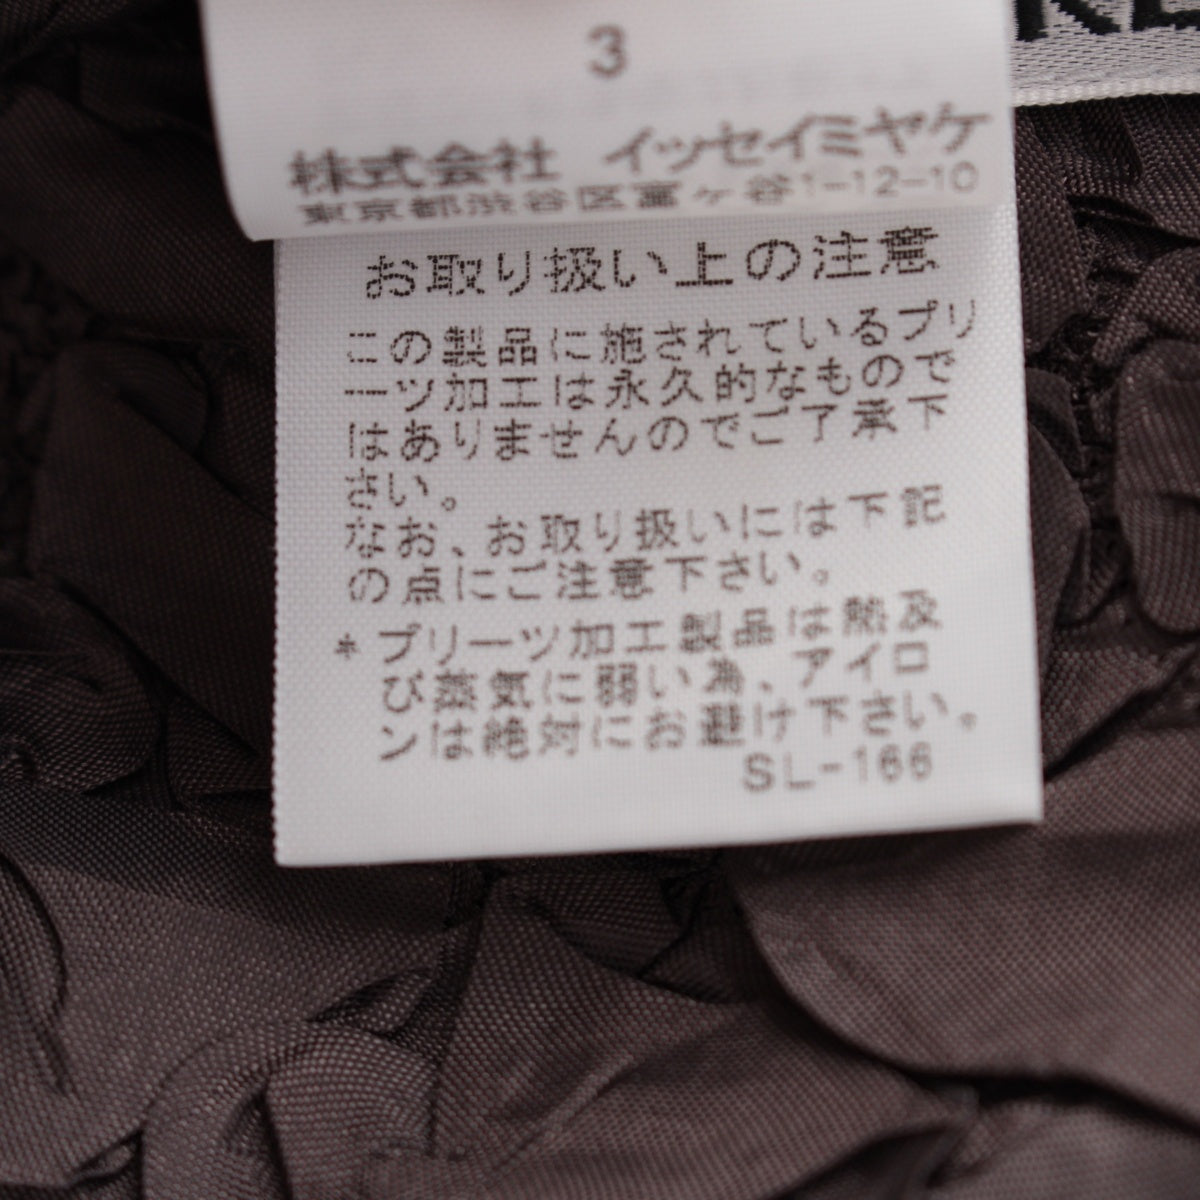 3
株式会社 イッセイミヤケ
東京都渋谷区富ヶ谷1-12-10
お取り扱い上の注意
この製品に施されているプリ
ーツ加工は永久的なもので
はありませんのでご了承下
さい。
なお、お取り扱いには下記
の点にご注意下さい。
* プリーツ加工製品は熱及
び蒸気に弱い為、アイロ
ンは絶対にお避け下さい。
SL-166